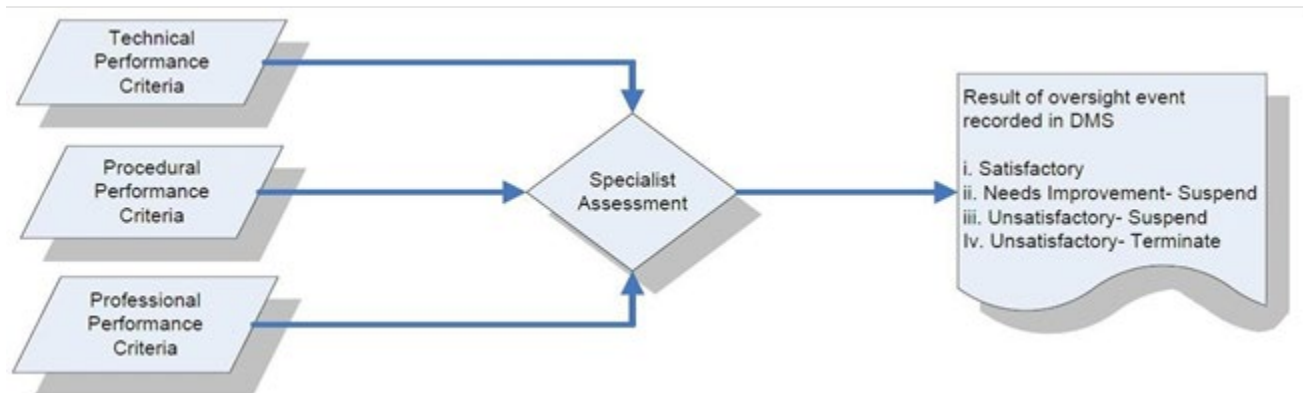 Technical
Performance
Criteria
Procedural
Performance
Criteria
Professional
Performance
Criteria
Specialist
Assessment
Result of oversight event
recorded in DMS
i. Satisfactory
ii. Needs Improvement- Suspend
iii. Unsatisfactory- Suspend
Iv. Unsatisfactory- Terminate